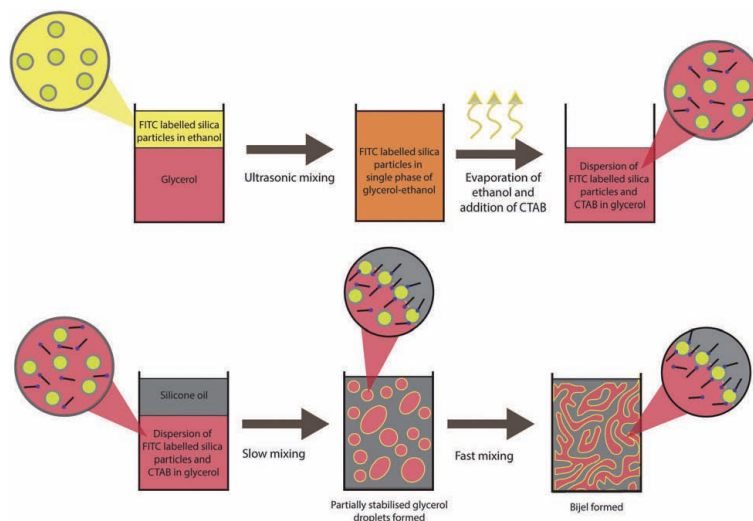 FITC labelled silica
particles in ethanol
Glycerol
Ultrasonic mixing
FITC labelled silica
particles in
single phase of
glycerol-ethanol
Evaporation of
ethanol and
addition of CTAB
Dispersion of
FITC labelled silica
particles and
CTAB in glycerol
Silicone oil
Dispersion of
FITC labelled silica
particles and
CTAB in glycerol
Slow mixing
Partially stabilised glycerol
droplets formed
Fast mixing
Bijel formed